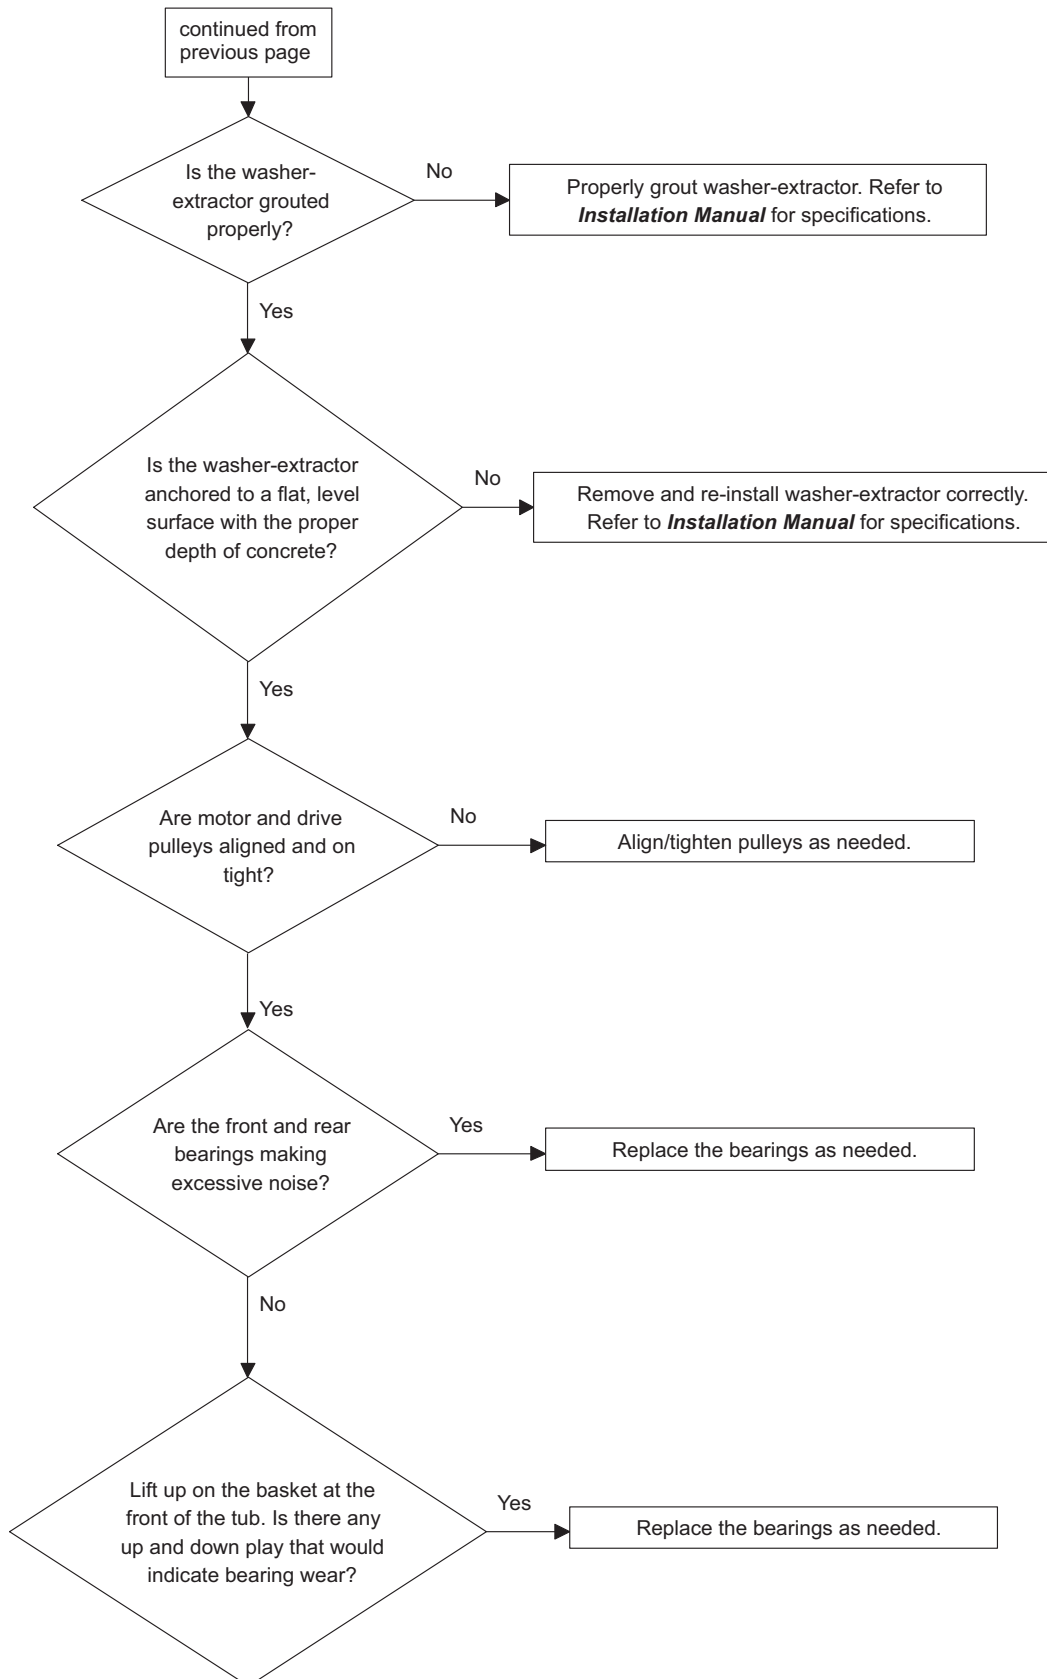 continued from
previous page
Is the washer-
extractor grouted
properly?
No
Properly grout washer-extractor. Refer to
Installation Manual for specifications.
Yes
Is the washer-extractor
anchored to a flat, level
surface with the proper
depth of concrete?
No
Remove and re-install washer-extractor correctly.
Refer to Installation Manual for specifications.
Yes
Are motor and drive
pulleys aligned and on
tight?
No
Align/tighten pulleys as needed.
Yes
Are the front and rear
bearings making
excessive noise?
Yes
Replace the bearings as needed.
No
Lift up on the basket at the
front of the tub. Is there any
up and down play that would
indicate bearing wear?
Yes
Replace the bearings as needed.